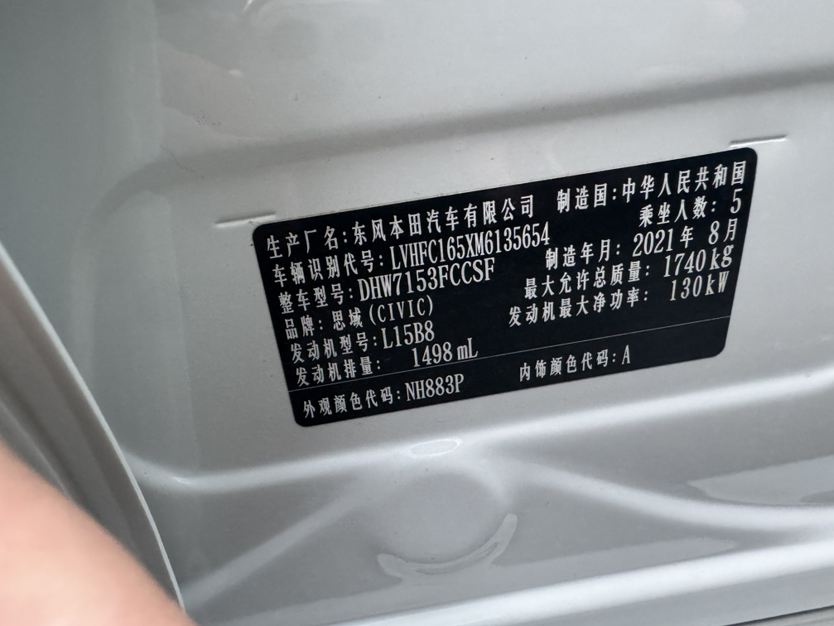 生产厂名:东风本田汽车有限公司 制造国:中华人民共和国
车辆识别代号:LVHFC165XM6135654 乘坐人数:5
整车型号:DHW7153FCCSF 制造年月:2021年8月
品牌:思域(CIVIC) 最大允许总质量:1740kg
发动机型号:L15B8 发动机最大净功率:130kW
发动机排量: 1498mL
外观颜色代码:NH883P 内饰颜色代码:A